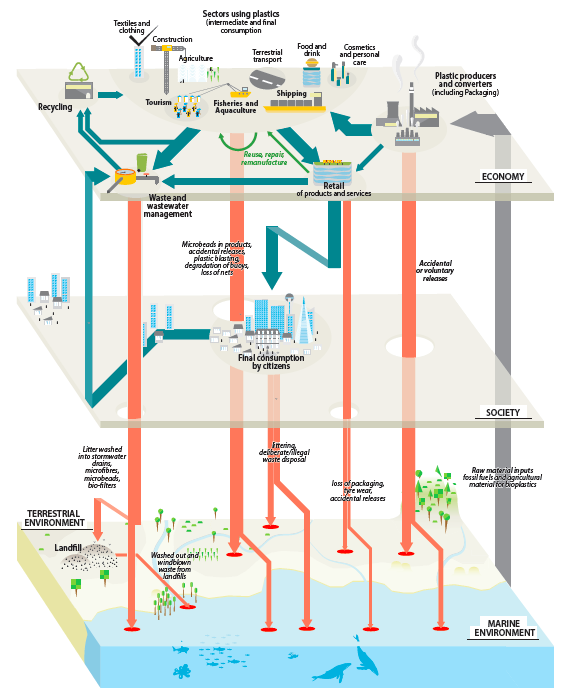 Sectors using plastics
(intermediate and final
consumption)
Textiles and
clothing
Construction
Agriculture
Terrestrial
transport
Food and
drink
Cosmetics
and personal
care
Plastic producers
and converters
(including Packaging)
Recycling
Tourism
Fisheries and
Aquaculture
Shipping
Reuse, repair,
remanufacture
Retail
of products and services
ECONOMY
Waste and
wastewater
management
Microbeads in products,
accidental releases,
plastic blasting,
degradation of buoys,
loss of nets
Accidental
or voluntary
releases
Final consumption
by citizens
SOCIETY
Litter washed
into stormwater
drains,
microfibres,
microbeads,
bio-filters
littering,
deliberate/illegal
waste disposal
loss of packaging,
tyre wear,
accidental releases
Raw material inputs
fossil fuels and agricultural
material for bioplastics
TERRESTRIAL
ENVIRONMENT
Landfill
Washed out and
windblown
waste from
landfills
MARINE
ENVIRONMENT